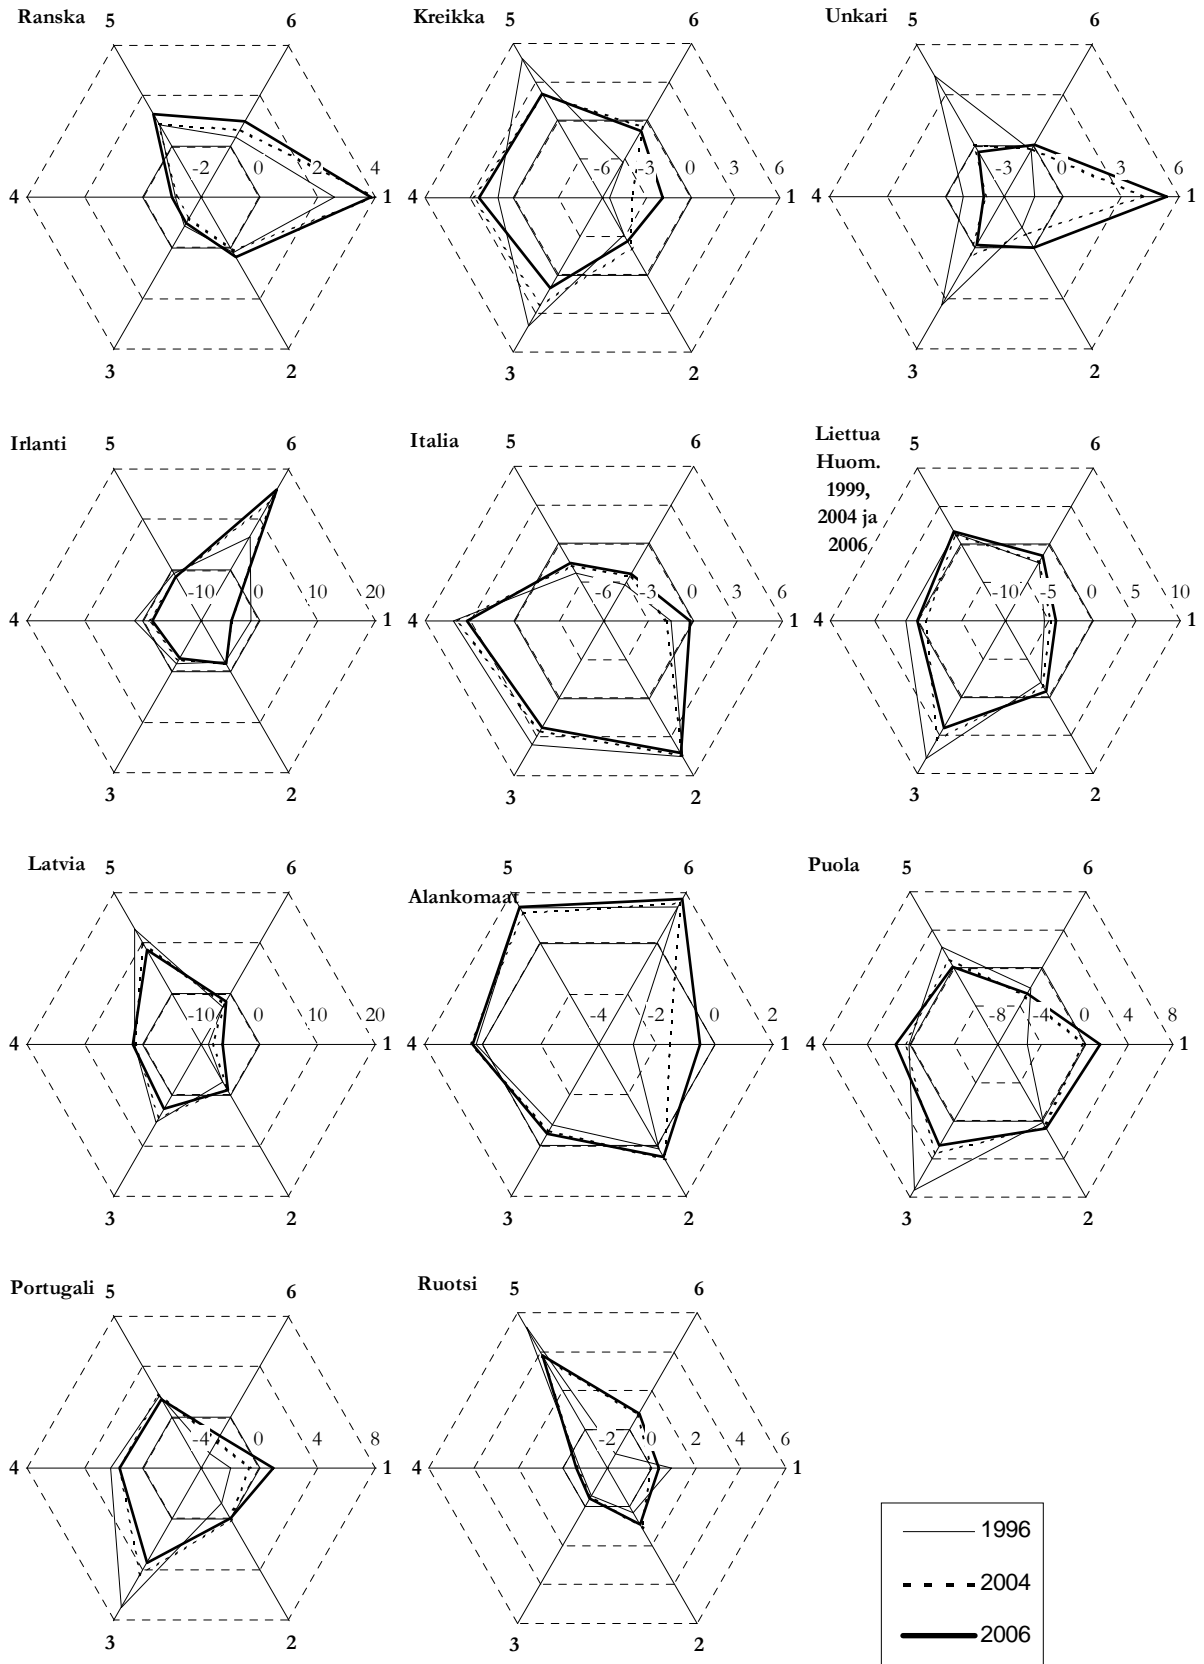 Ranska 5 6
-2 0 2 4
4 1
3 2
Kreikka 5 6
-6 -3 0 3 6
4 1
3 2
Unkari 5 6
-3 0 3 6
4 1
3 2
Irlanti 5 6
-10 0 10 20
4 1
3 2
Italia 5 6
-6 -3 0 3 6
4 1
3 2
Liettua 5 6
Huom.
1999,
2004 ja
2006
-10 -5 0 5 10
4 1
3 2
Latvia 5 6
-10 0 10 20
4 1
3 2
Alankomaat 5 6
-4 -2 0 2
4 1
3 2
Puola 5 6
-8 -4 0 4 8
4 1
3 2
Portugali 5 6
-4 0 4 8
4 1
3 2
Ruotsi 5 6
-2 0 2 4 6
4 1
3 2
1996
2004
2006